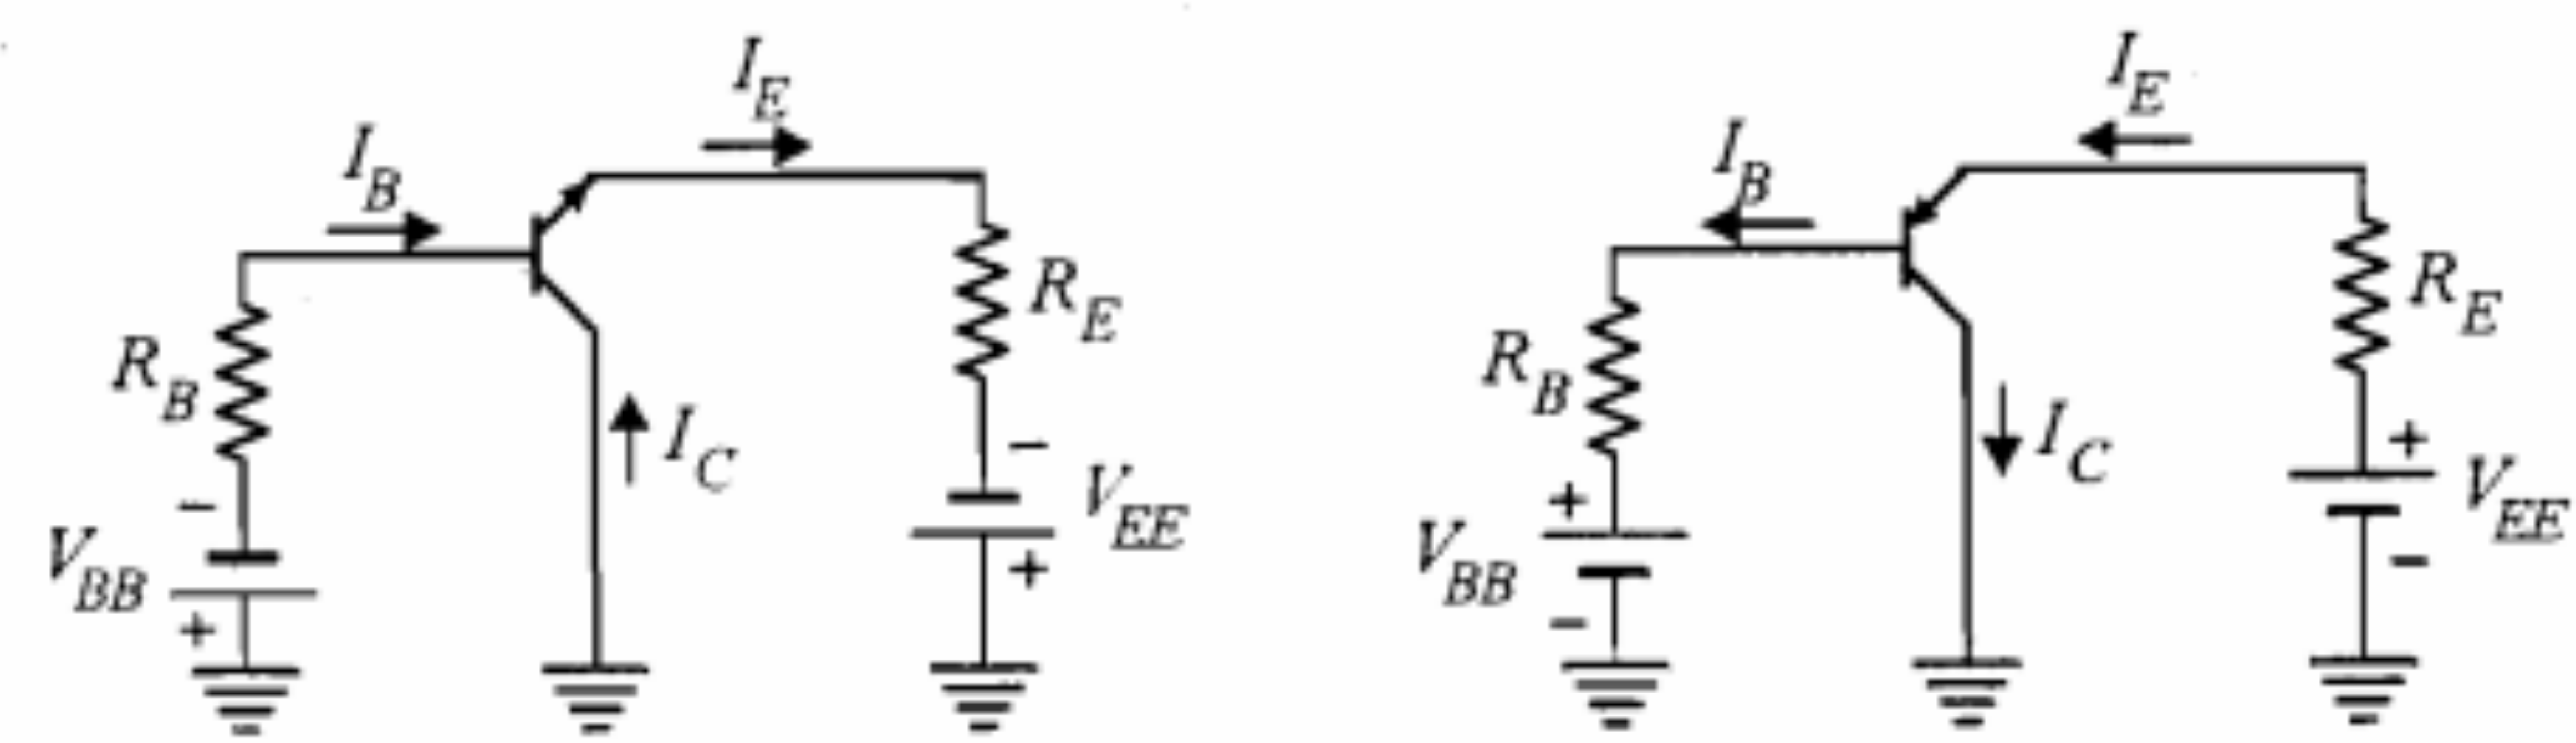 I_E
I_B
R_B
R_E
I_C
−
V_EE
+
−
V_BB
+
I_E
I_B
R_B
R_E
I_C
+
V_EE
−
+
V_BB
−